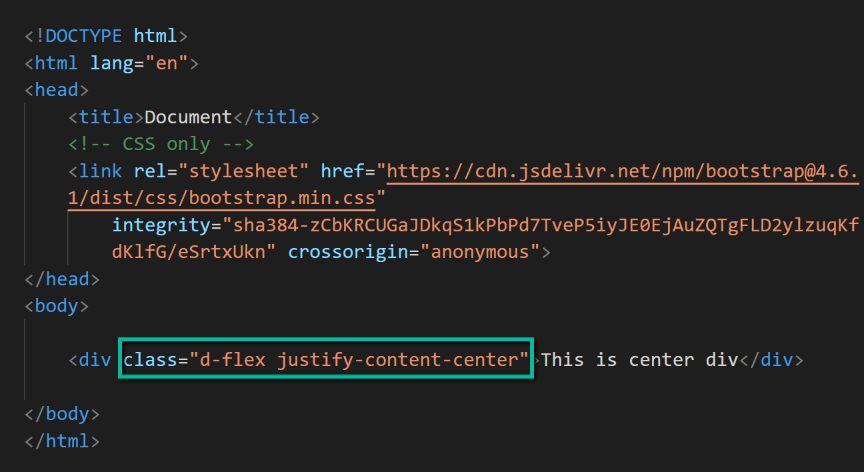 <!DOCTYPE html>
<html lang="en">
<head>
<title>Document</title>
<!-- CSS only -->
<link rel="stylesheet" href="https://cdn.jsdelivr.net/npm/bootstrap@4.6.
1/dist/css/bootstrap.min.css"
integrity="sha384-zCbKRCUGaJDkqS1kPbPd7TveP5iyJE0EjAuZQTgFLD2ylzuqKf
dKlfG/eSrtxUkn" crossorigin="anonymous">
</head>
<body>
<div class="d-flex justify-content-center">This is center div</div>
</body>
</html>